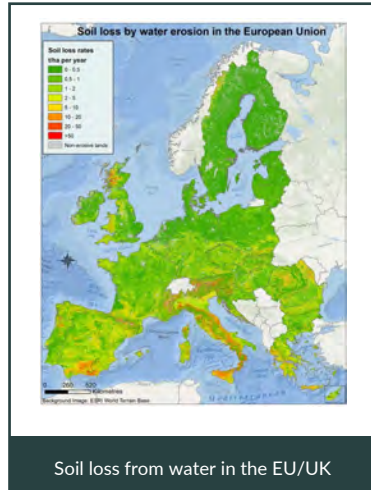 Soil loss by water erosion in the European Union
Soil loss rates
t/ha per year
0 - 0.5
0.5 - 1
1 - 2
2 - 5
5 - 10
10 - 20
20 - 50
>50
Non-erosive lands
0
Kilometres
Background Image: ESRI World Terrain Base
Soil loss from water in the EU/UK